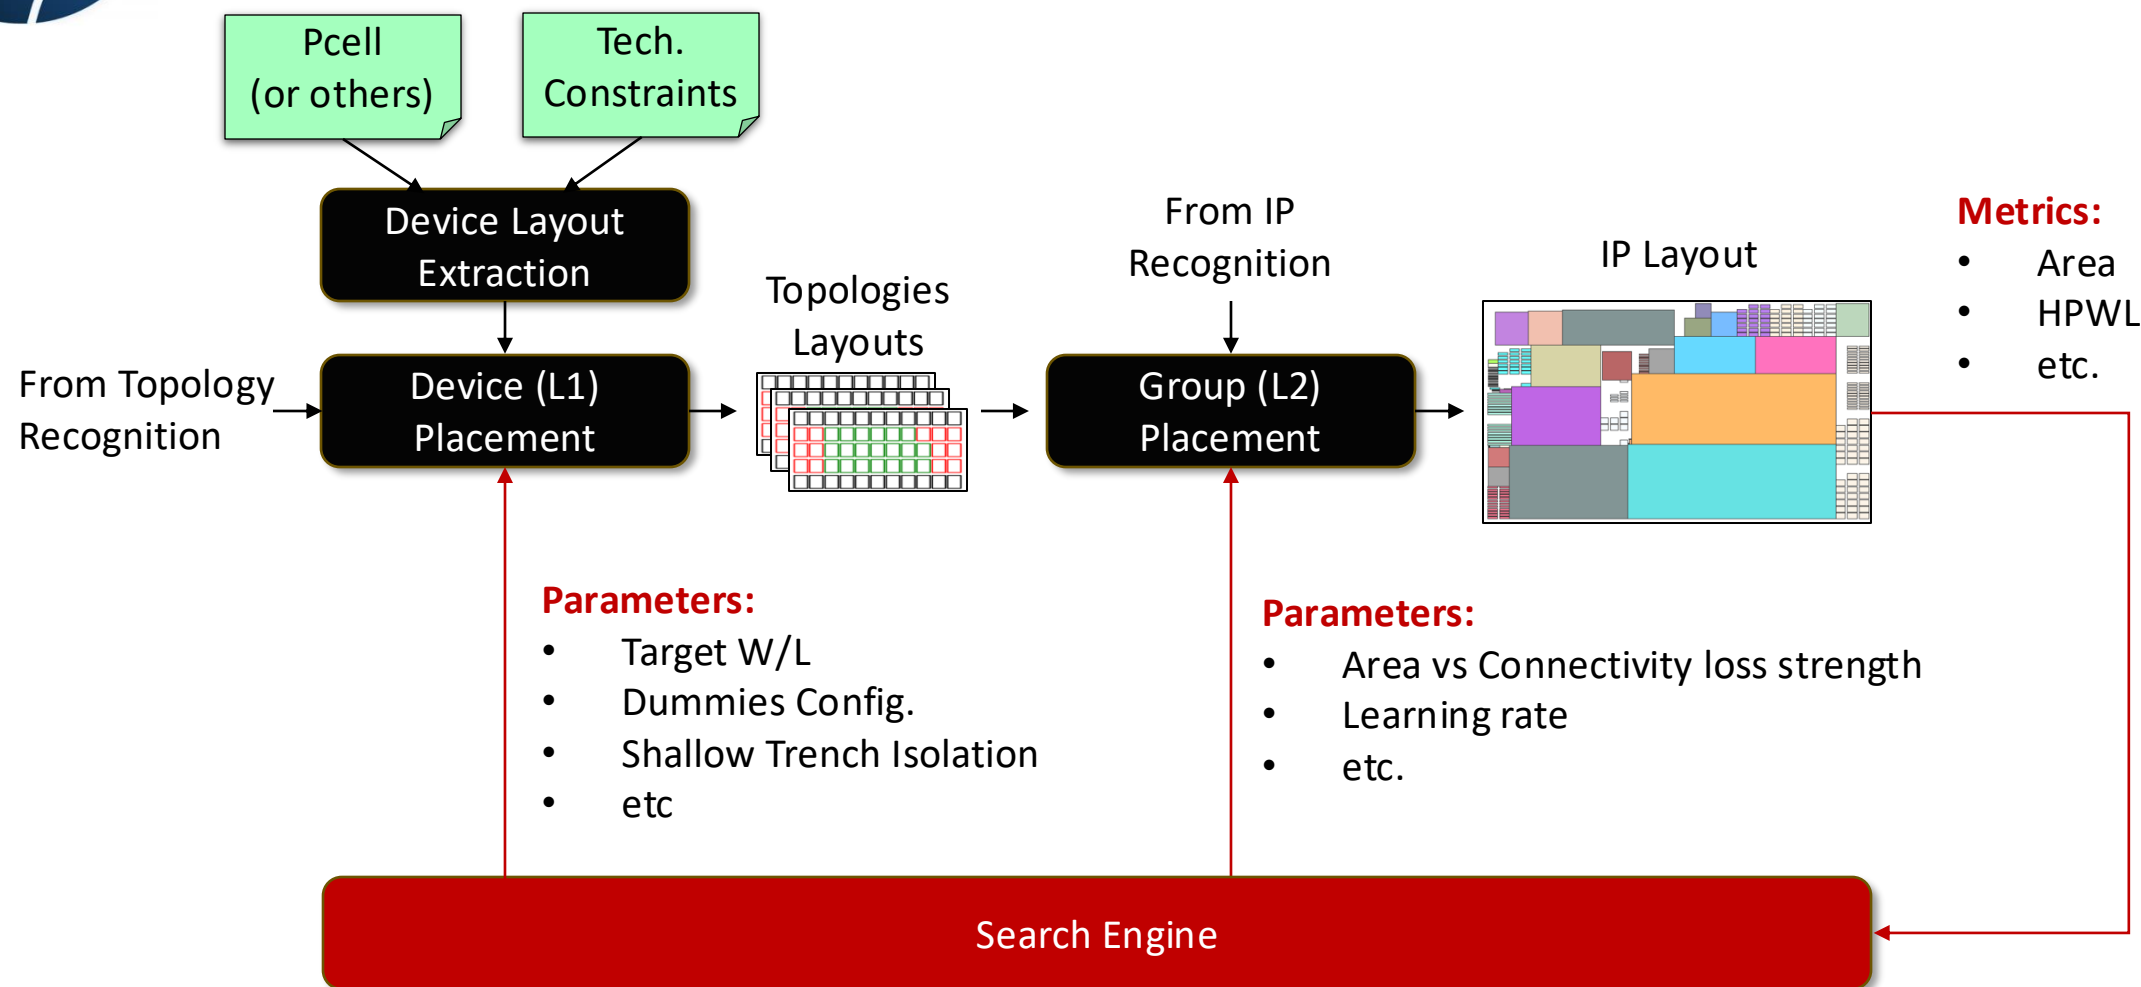 Pcell
(or others)
Tech.
Constraints
Device Layout
Extraction
From Topology
Recognition
Device (L1)
Placement
Topologies
Layouts
From IP
Recognition
Group (L2)
Placement
IP Layout
Metrics:
• Area
• HPWL
• etc.
Parameters:
• Target W/L
• Dummies Config.
• Shallow Trench Isolation
• etc
Parameters:
• Area vs Connectivity loss strength
• Learning rate
• etc.
Search Engine